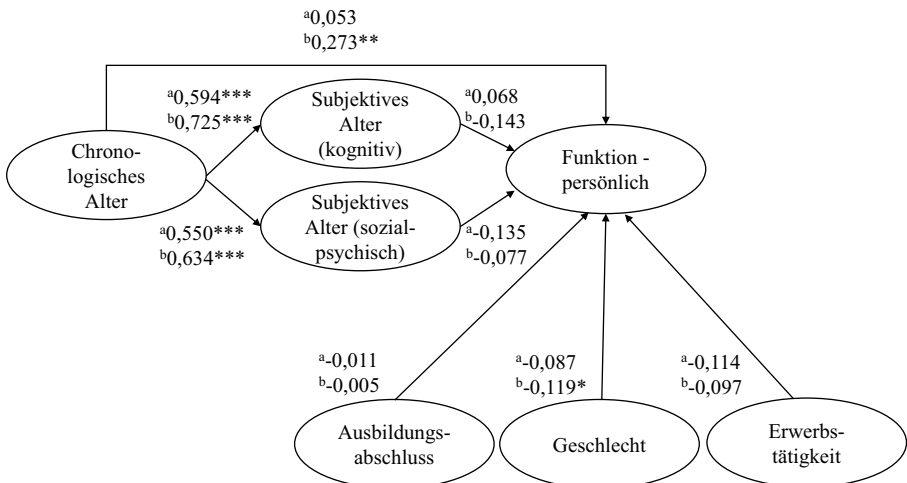 ᵃ0,053
ᵇ0,273**
ᵃ0,594***
ᵇ0,725***
Subjektives
Alter
(kognitiv)
ᵃ0,068
ᵇ-0,143
Chrono-
logisches
Alter
Funktion -
persönlich
ᵃ0,550***
ᵇ0,634***
Subjektives
Alter (sozial-
psychisch)
ᵃ-0,135
ᵇ-0,077
ᵃ-0,011
ᵇ-0,005
ᵃ-0,087
ᵇ-0,119*
ᵃ-0,114
ᵇ-0,097
Ausbildungs-
abschluss
Geschlecht
Erwerbs-
tätigkeit